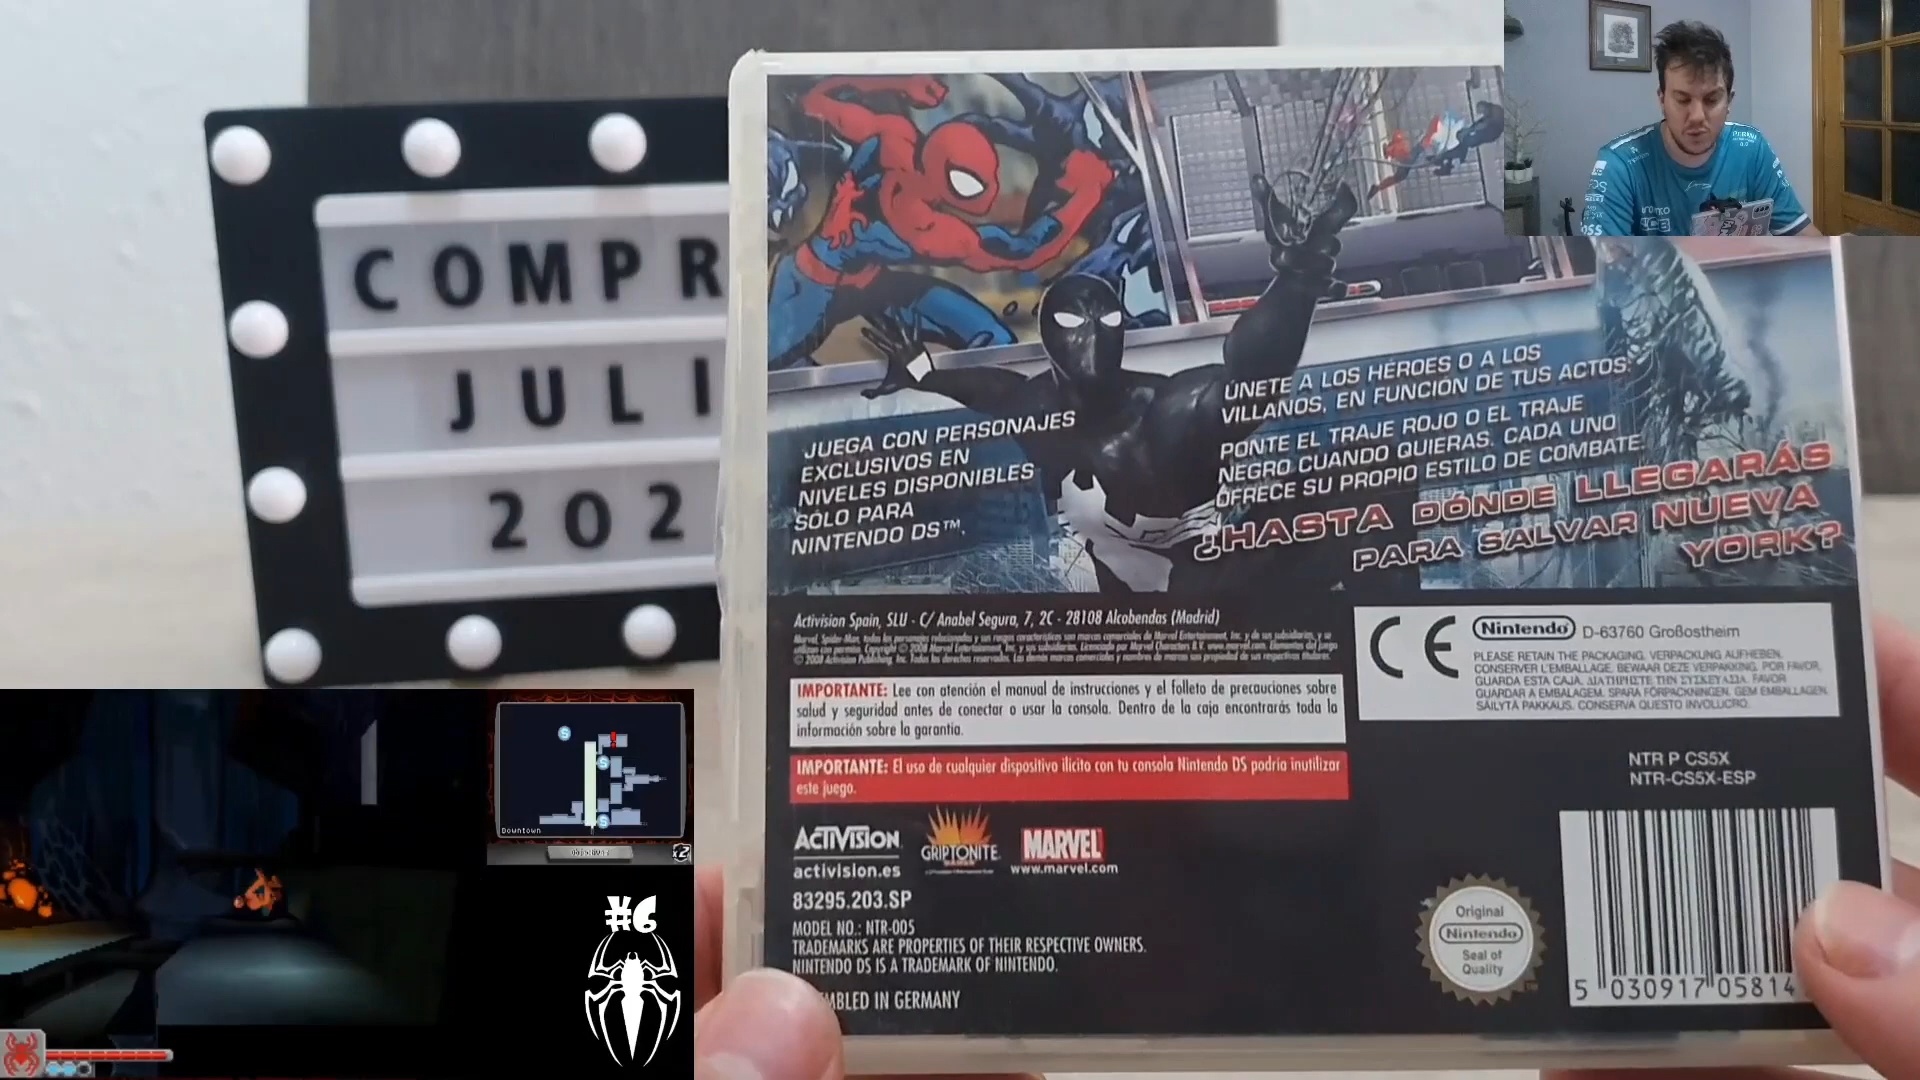 COMPR
JULI
202
JUEGA CON PERSONAJES
EXCLUSIVOS EN
NIVELES DISPONIBLES
SÓLO PARA
NINTENDO DS™.
ÚNETE A LOS HÉROES O A LOS
VILLANOS, EN FUNCIÓN DE TUS ACTOS.
PONTE EL TRAJE ROJO O EL TRAJE
NEGRO CUANDO QUIERAS. CADA UNO
OFRECE SU PROPIO ESTILO DE COMBATE.
¿HASTA DÓNDE LLEGARÁS
PARA SALVAR NUEVA
YORK?
Activision Spain, SLU - C/ Anabel Segura, 7, 2C - 28108 Alcobendas (Madrid)
IMPORTANTE: Lee con atención el manual de instrucciones y el folleto de precauciones sobre
salud y seguridad antes de conectar o usar la consola. Dentro de la caja encontrarás toda la
información sobre la garantía.
IMPORTANTE: El uso de cualquier dispositivo ilícito con tu consola Nintendo DS podría inutilizar
este juego.
CE
Nintendo D-63760 Großostheim
PLEASE RETAIN THE PACKAGING. VERPACKUNG AUFHEBEN.
CONSERVER L'EMBALLAGE. BEWAAR DEZE VERPAKKING. POR FAVOR,
GUARDA ESTA CAJA. ΔΙΑΤΗΡΗΣΤΕ ΤΗΝ ΣΥΣΚΕΥΑΣΙΑ. FAVOR
GUARDAR A EMBALAGEM. SPARA FÖRPACKNINGEN. GEM EMBALLAGEN.
SÄILYTÄ PAKKAUS. CONSERVA QUESTO INVOLUCRO.
NTR P CS5X
NTR-CS5X-ESP
ACTIVISION
activision.es
GRIPTONITE
GAMES
MARVEL
www.marvel.com
83295.203.SP
MODEL NO.: NTR-005
TRADEMARKS ARE PROPERTIES OF THEIR RESPECTIVE OWNERS.
NINTENDO DS IS A TRADEMARK OF NINTENDO.
MBLED IN GERMANY
Original
Nintendo
Seal of
Quality
5 030917 05814
Downtown
#6